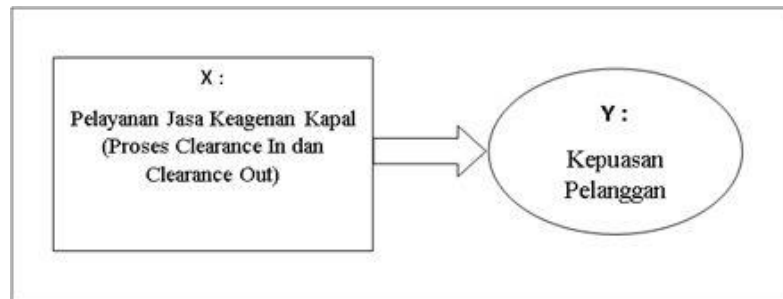 X :
Pelayanan Jasa Keagenan Kapal
(Proses Clearance In dan
Clearance Out)
Y :
Kepuasan
Pelanggan